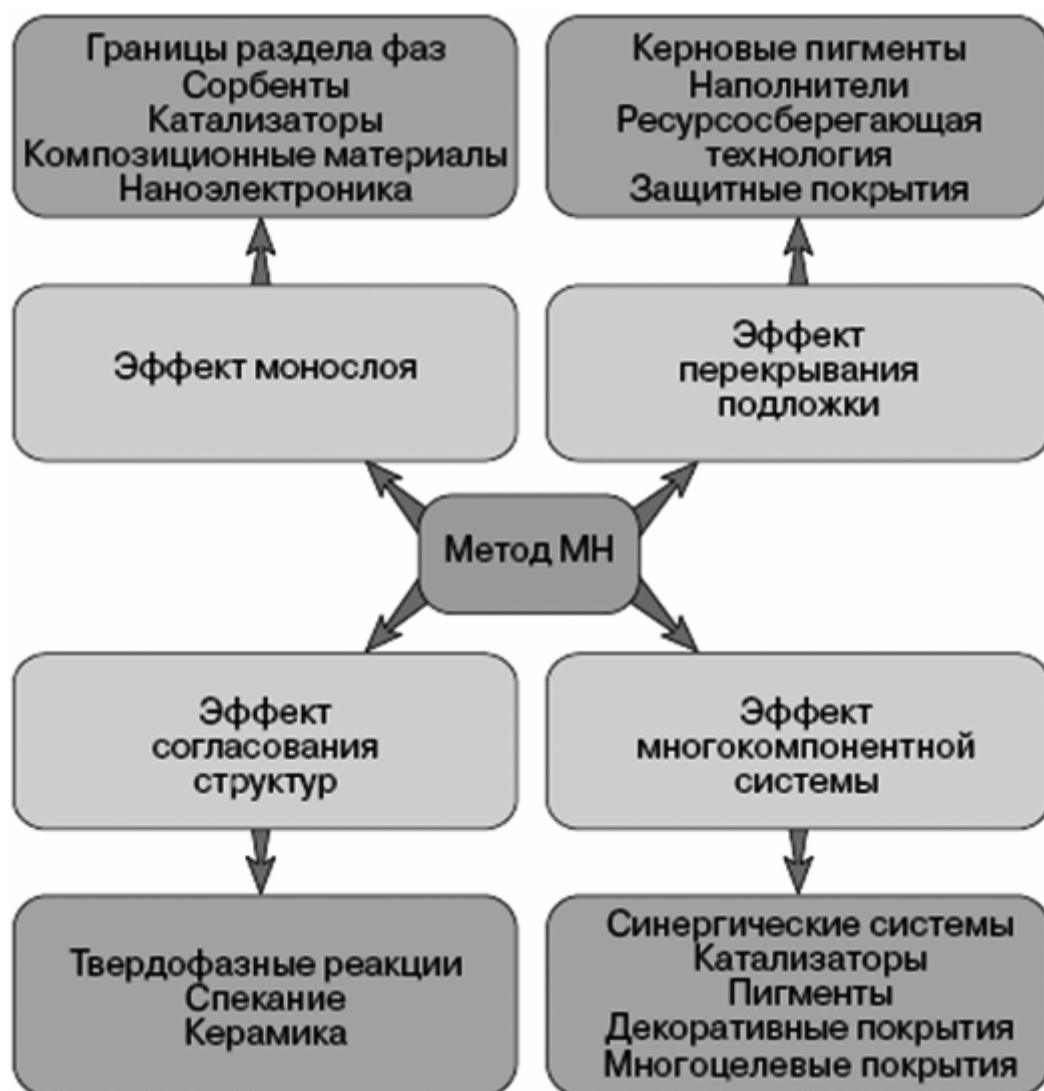 Границы раздела фаз
Сорбенты
Катализаторы
Композиционные материалы
Наноэлектроника
Керновые пигменты
Наполнители
Ресурсосберегающая
технология
Защитные покрытия
Эффект монослоя
Эффект
перекрывания
подложки
Метод МН
Эффект
согласования
структур
Эффект
многокомпонентной
системы
Твердофазные реакции
Спекание
Керамика
Синергические системы
Катализаторы
Пигменты
Декоративные покрытия
Многоцелевые покрытия